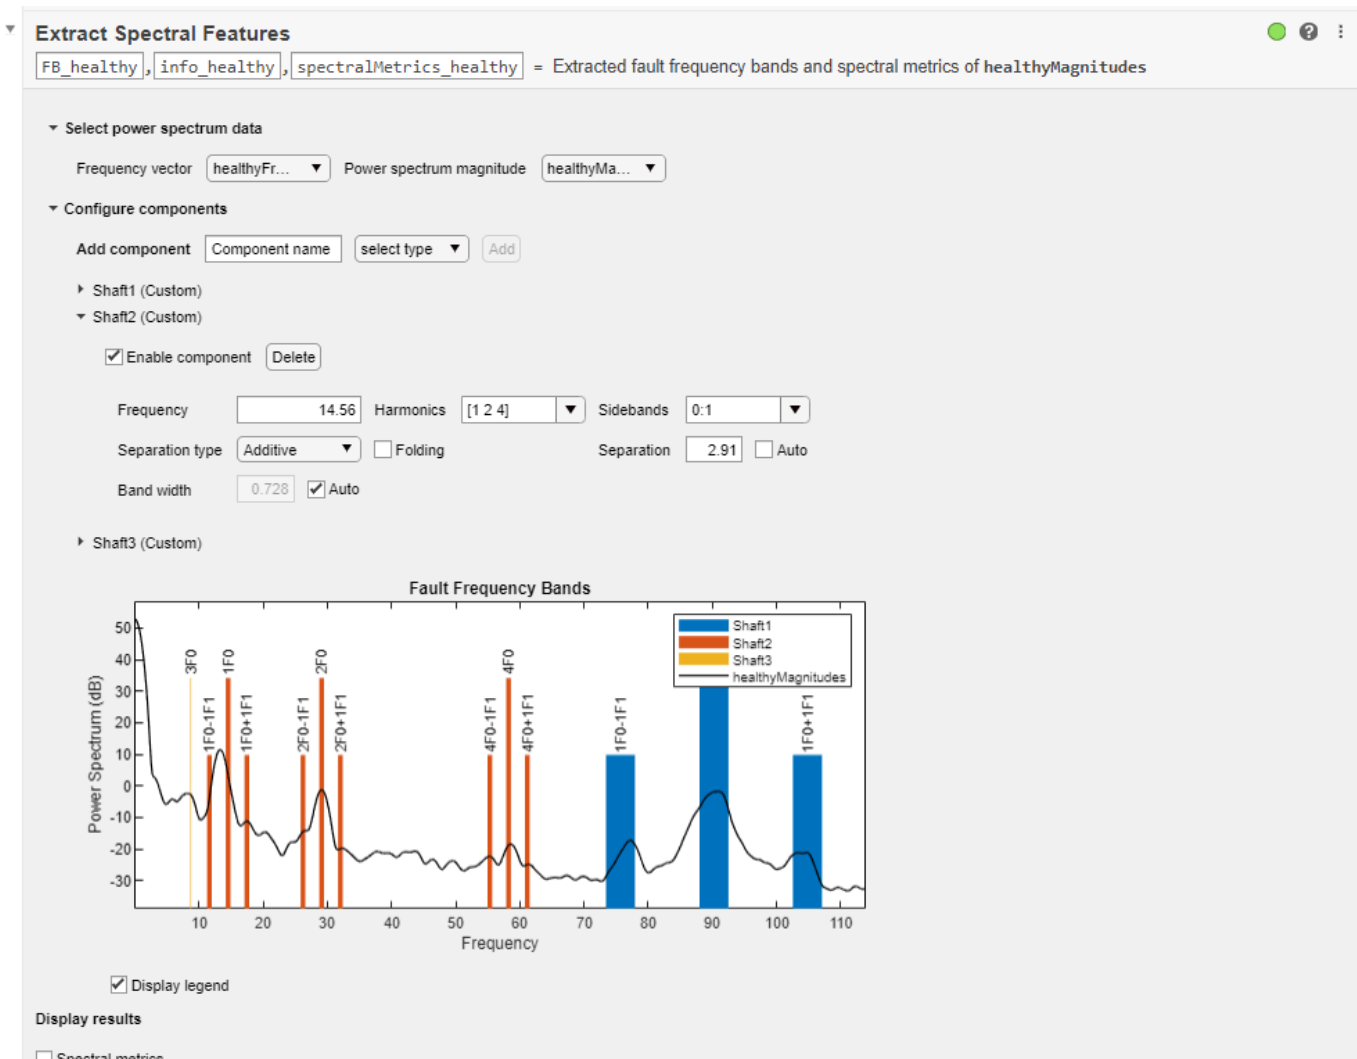 Extract Spectral Features
FB_healthy , info_healthy , spectralMetrics_healthy = Extracted fault frequency bands and spectral metrics of healthyMagnitudes
Select power spectrum data
Frequency vector healthyFr... Power spectrum magnitude healthyMa...
Configure components
Add component Component name select type Add
Shaft1 (Custom)
Shaft2 (Custom)
Enable component Delete
Frequency 14.56 Harmonics [1 2 4] Sidebands 0:1
Separation type Additive Folding Separation 2.91 Auto
Band width 0.728 Auto
Shaft3 (Custom)
Fault Frequency Bands
Power Spectrum (dB)
50
40
30
20
10
0
-10
-20
-30
3F0
1F0-1F1
1F0
1F0+1F1
2F0-1F1
2F0
2F0+1F1
4F0-1F1
4F0
4F0+1F1
1F0-1F1
1F0+1F1
Shaft1
Shaft2
Shaft3
healthyMagnitudes
10 20 30 40 50 60 70 80 90 100 110
Frequency
Display legend
Display results
Spectral metrics